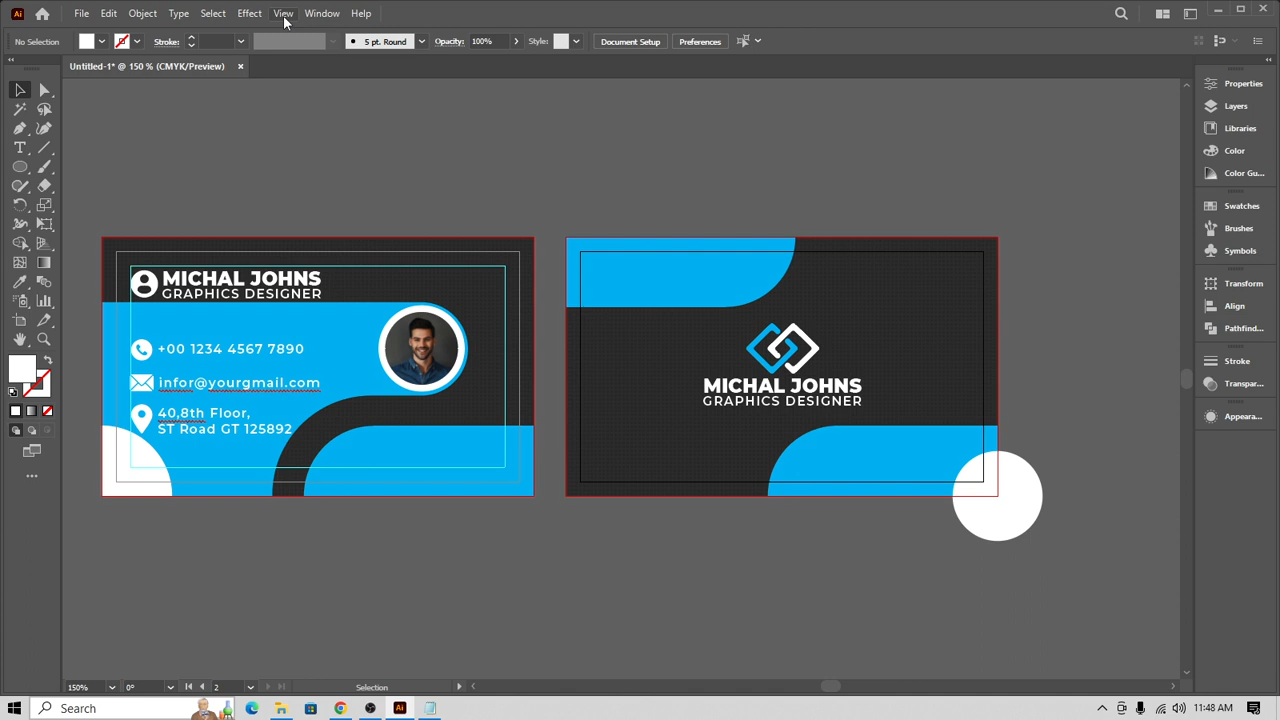 Ai File Edit Object Type Select Effect View Window Help
No Selection Stroke: 5 pt. Round Opacity: 100% Style: Document Setup Preferences
Untitled-1* @ 150 % (CMYK/Preview)
Properties
Layers
Libraries
Color
Color Gu...
Swatches
Brushes
Symbols
Transform
Align
Pathfind...
Stroke
Transpar...
Appeara...
MICHAL JOHNS
GRAPHICS DESIGNER
+00 1234 4567 7890
infor@yourgmail.com
40,8th Floor,
ST Road GT 125892
MICHAL JOHNS
GRAPHICS DESIGNER
150% 0° 2 Selection
Search Ai 11:48 AM